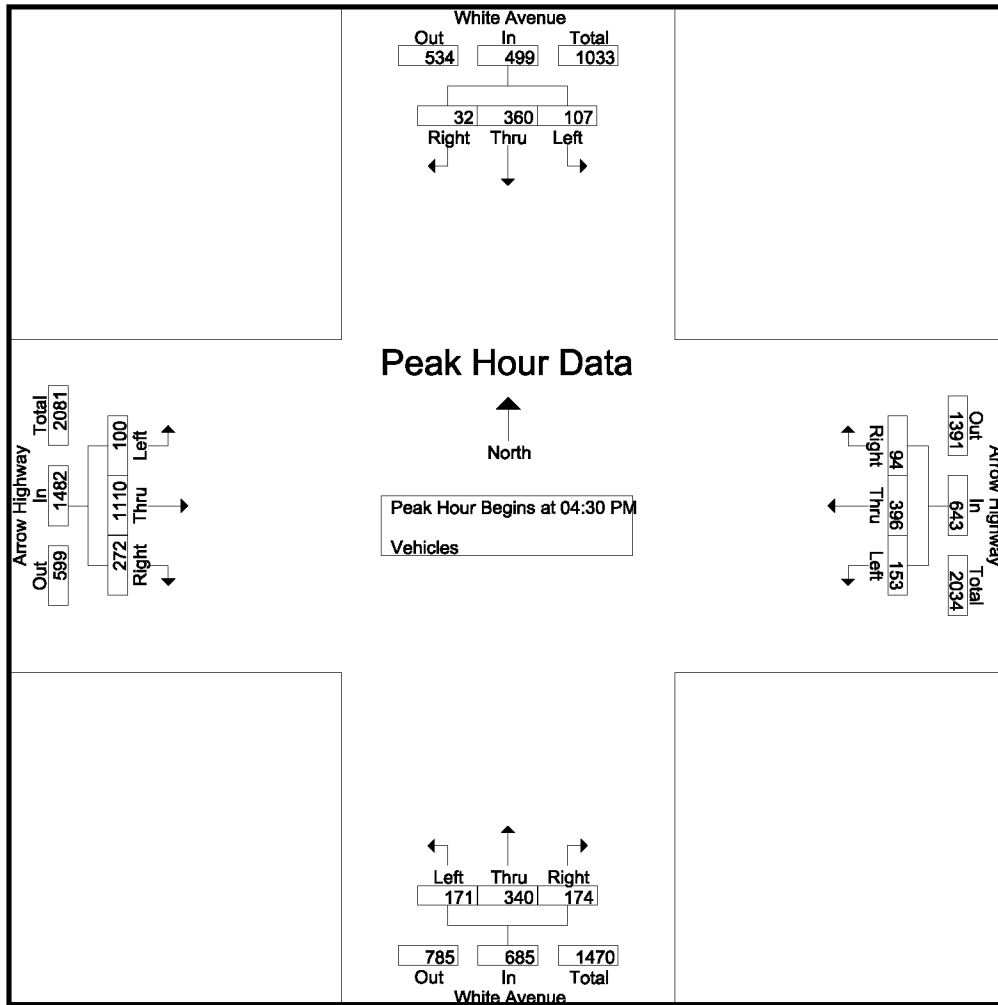 White Avenue
Out In Total
534 499 1033
32 360 107
Right Thru Left
Peak Hour Data
North
Peak Hour Begins at 04:30 PM
Vehicles
Arrow Highway
Total In Out
2081 1482 599
100 1110 272
Left Thru Right
Arrow Highway
Out In Total
1391 643 2034
94 396 153
Right Thru Left
Left Thru Right
171 340 174
785 685 1470
Out In Total
White Avenue